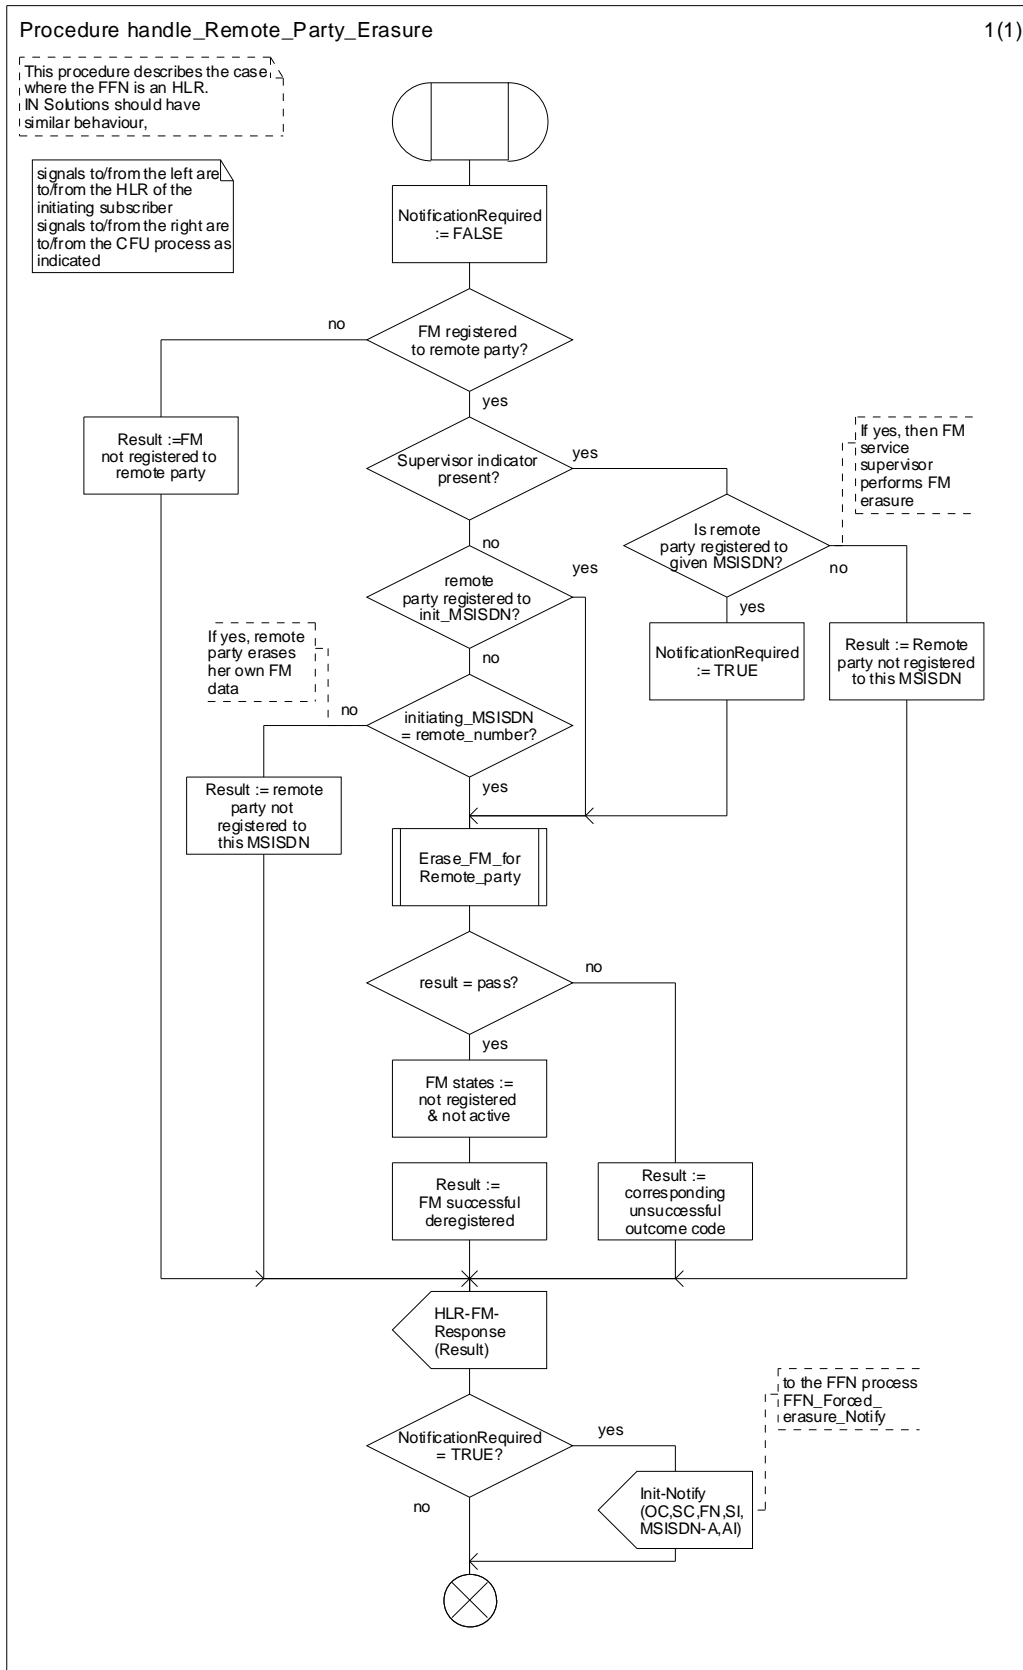 Procedure handle_Remote_Party_Erasure
1(1)
This procedure describes the case
where the FFN is an HLR.
IN Solutions should have
similar behaviour,
signals to/from the left are
to/from the HLR of the
initiating subscriber
signals to/from the right are
to/from the CFU process as
indicated
NotificationRequired
:= FALSE
no
FM registered
to remote party?
yes
Result :=FM
not registered to
remote party
Supervisor indicator
present?
yes
If yes, then FM
service
supervisor
performs FM
erasure
no
Is remote
party registered to
given MSISDN?
no
yes
remote
party registered to
init_MSISDN?
yes
no
If yes, remote
party erases
her own FM
data
NotificationRequired
:= TRUE
Result := Remote
party not registered
to this MSISDN
no
initiating_MSISDN
= remote_number?
yes
Result := remote
party not
registered to
this MSISDN
Erase_FM_for
Remote_party
result = pass?
no
yes
FM states :=
not registered
& not active
Result :=
FM successful
deregistered
Result :=
corresponding
unsuccessful
outcome code
HLR-FM-
Response
(Result)
to the FFN process
FFN_Forced_
erasure_Notify
NotificationRequired
= TRUE?
yes
no
Init-Notify
(OC,SC,FN,SI,
MSISDN-A,AI)